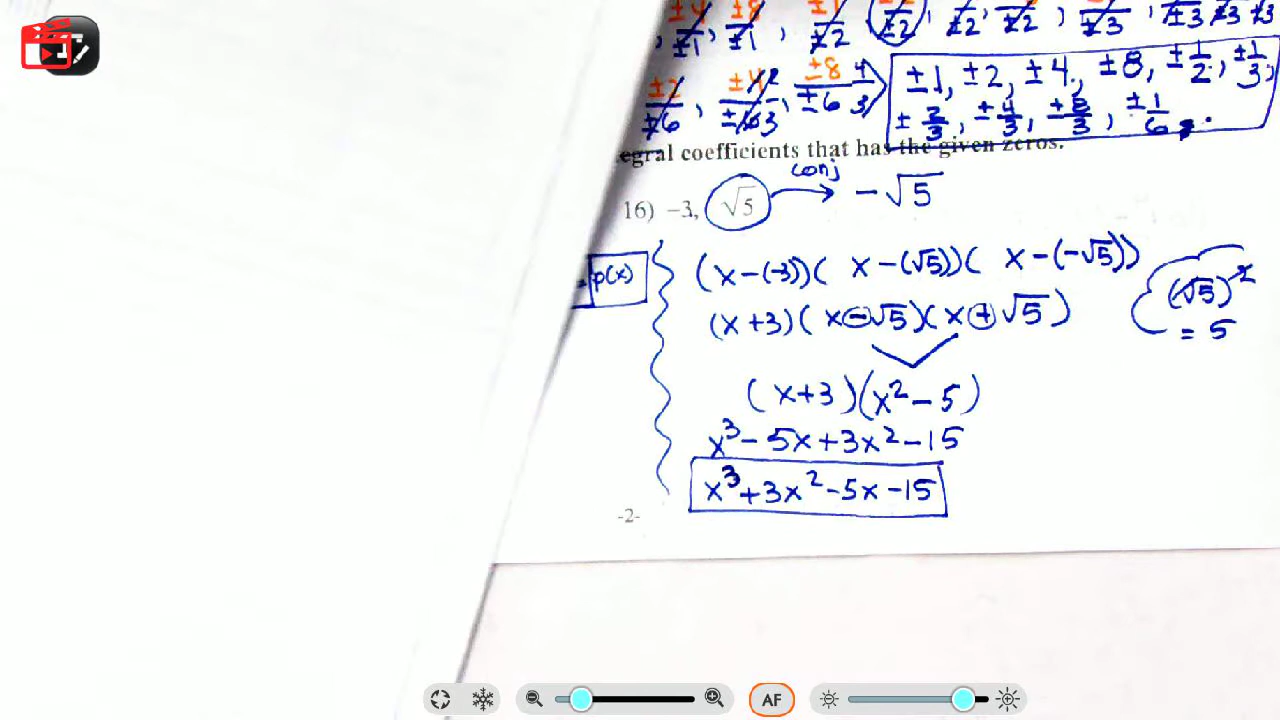 ±1, ±2, ±4, ±8, ±1/2, ±1/3,
±2/3, ±4/3, ±8/3, ±1/6
egral coefficients that has the given zeros.
conj
16) −3, √5 → −√5
= p(x)
(x−(−3))(x−(√5))(x−(−√5))
(x+3)(x−√5)(x+√5)
(√5)²
= 5
(x+3)(x²−5)
x³−5x+3x²−15
x³+3x²−5x−15
-2-
AF